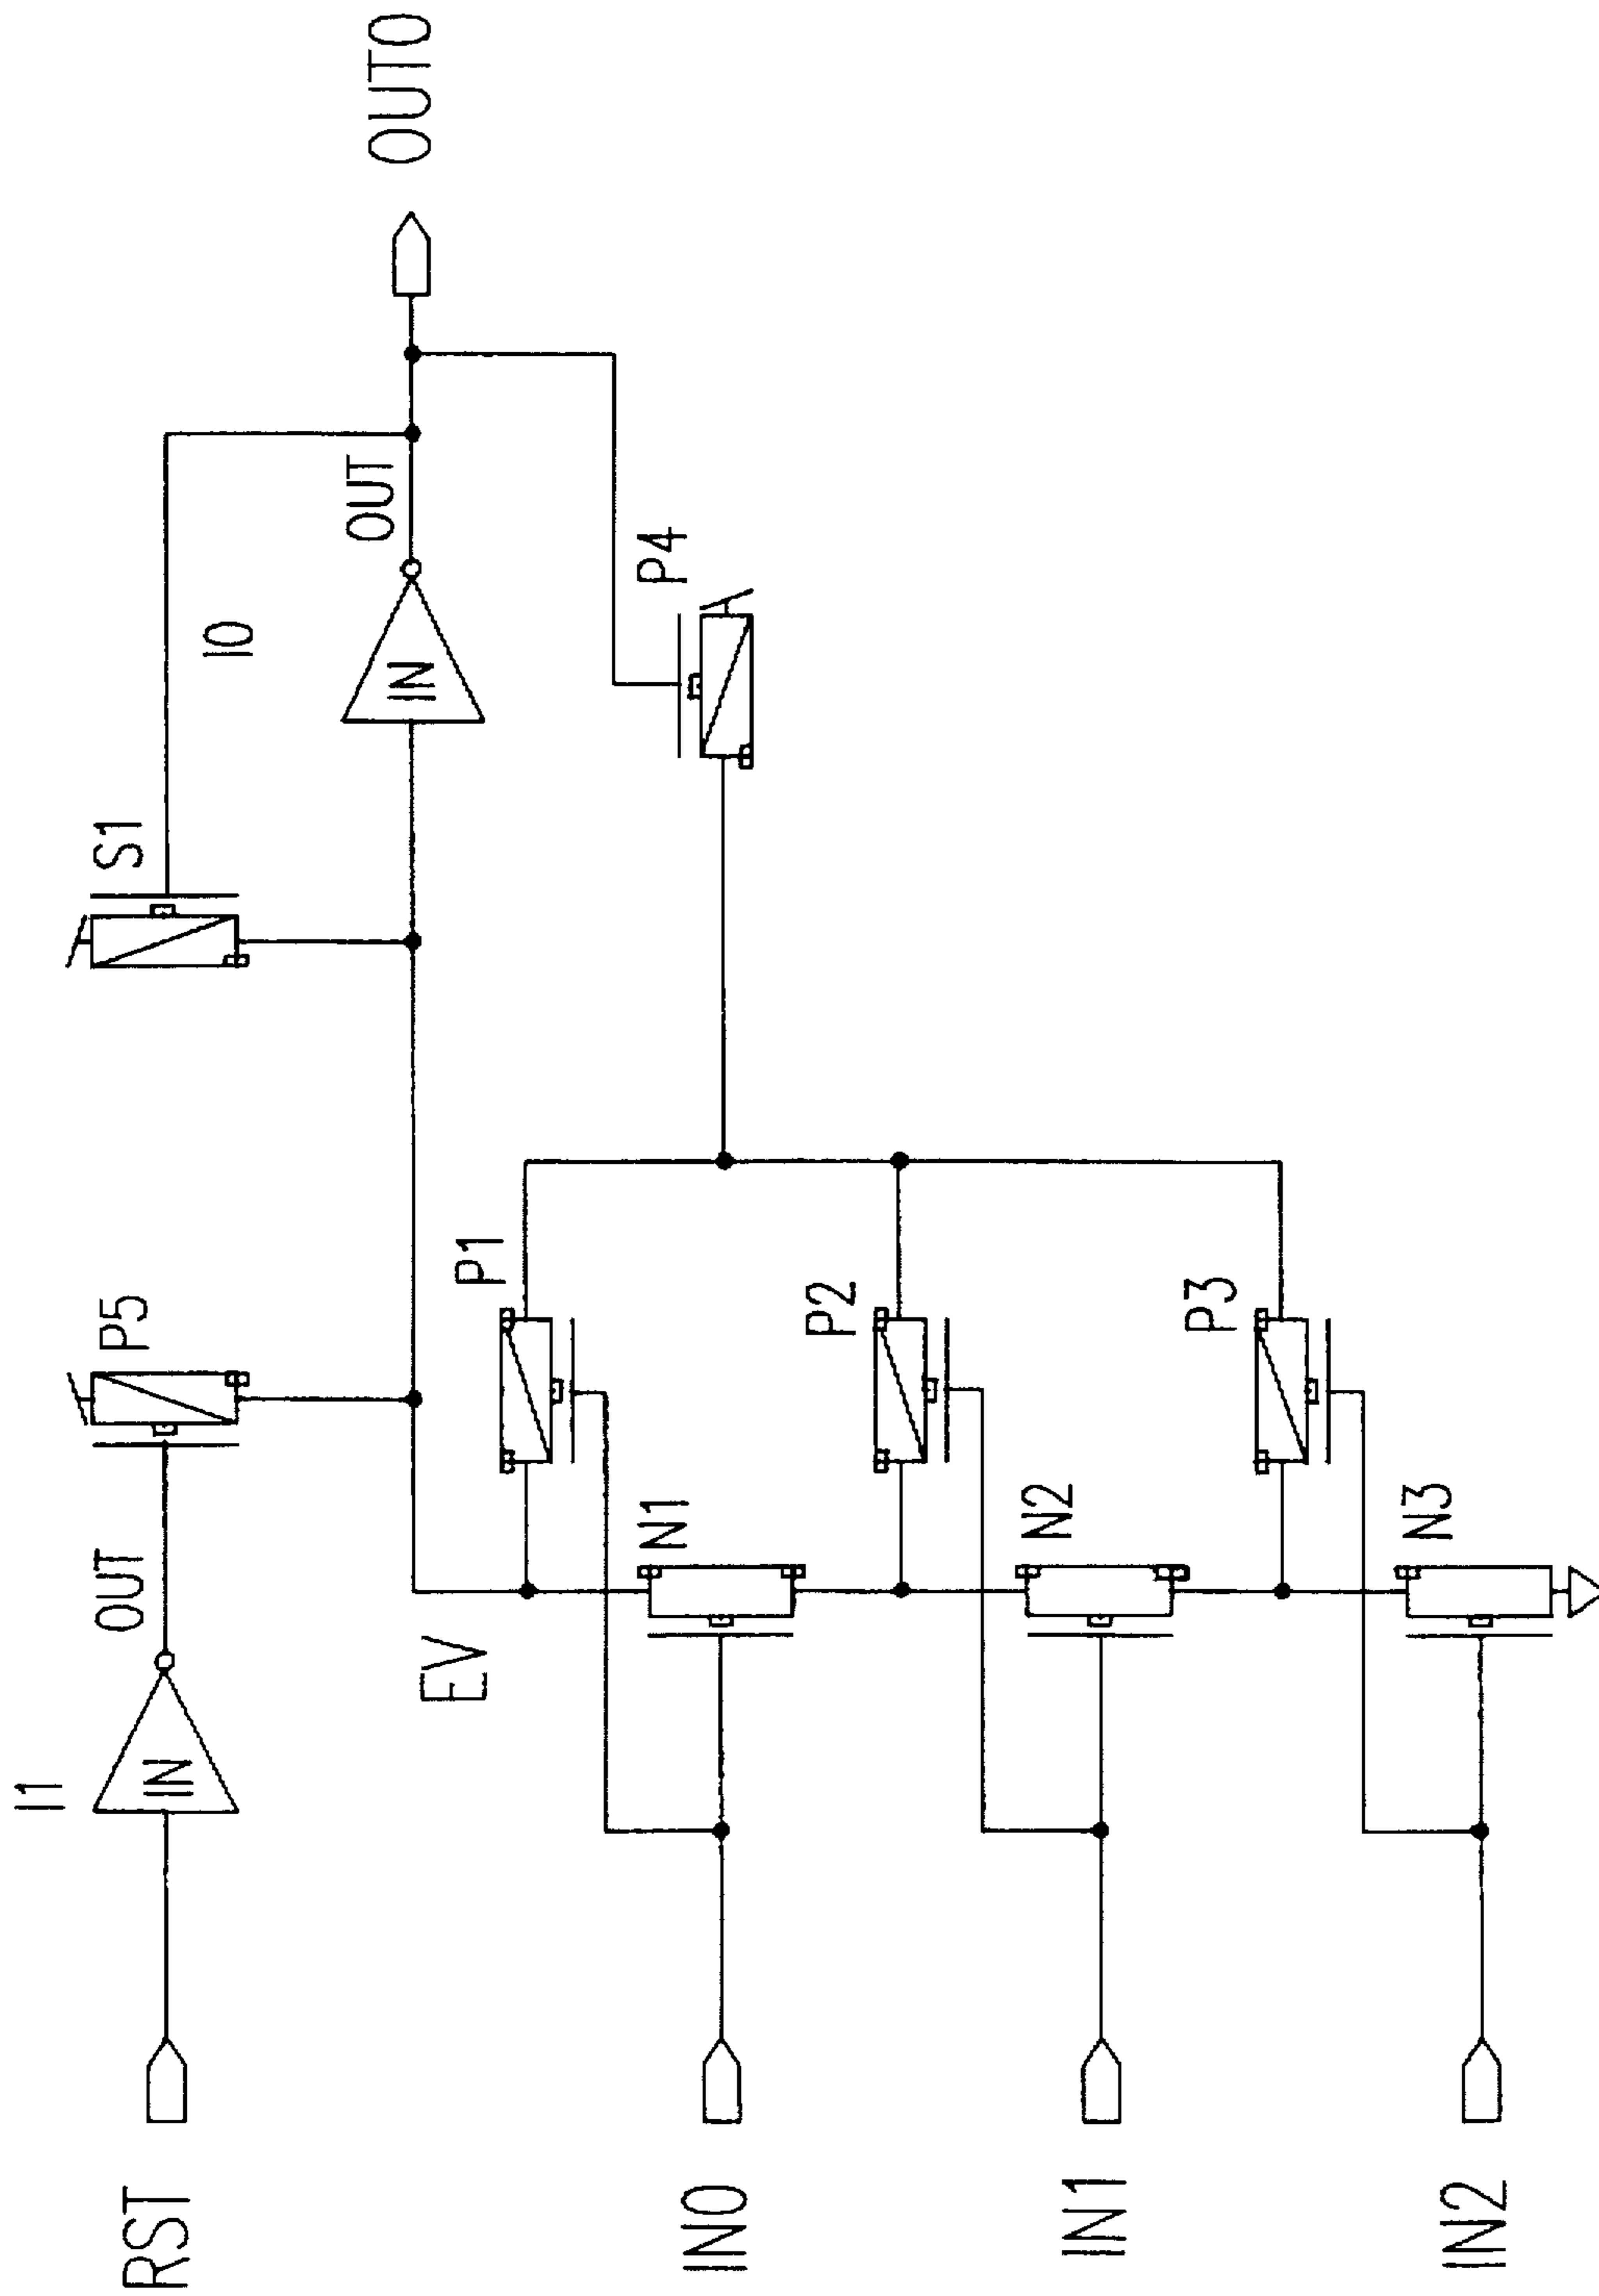 I1
RST
IN
OUT
P5
S1
I0
IN
OUT
OUT0
EV
P1
IN0
N1
P4
P2
IN1
N2
P3
IN2
N3